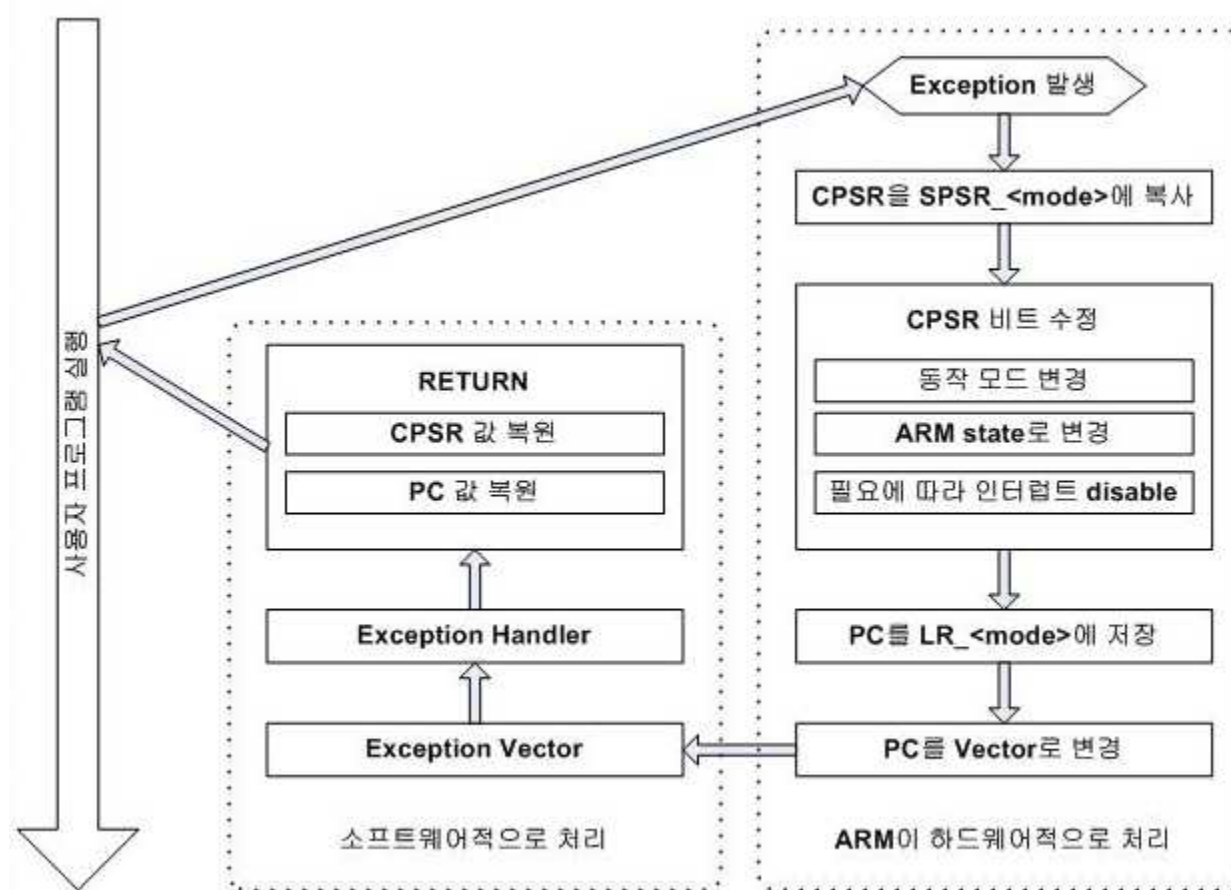 사용자 프로그램 수행
Exception 발생
CPSR을 SPSR_<mode>에 복사
CPSR 비트 수정
동작 모드 변경
ARM state로 변경
필요에 따라 인터럽트 disable
PC를 LR_<mode>에 저장
PC를 Vector로 변경
ARM이 하드웨어적으로 처리
RETURN
CPSR 값 복원
PC 값 복원
Exception Handler
Exception Vector
소프트웨어적으로 처리